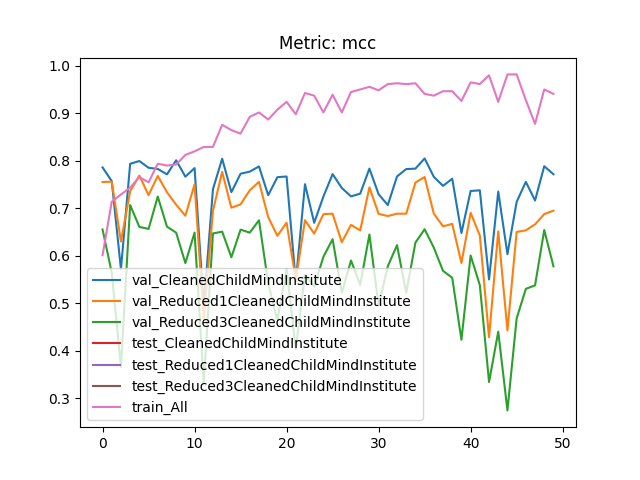 Metric: mcc
1.0
0.9
0.8
0.7
0.6
0.5
0.4
0.3
val_CleanedChildMindInstitute
val_Reduced1CleanedChildMindInstitute
val_Reduced3CleanedChildMindInstitute
test_CleanedChildMindInstitute
test_Reduced1CleanedChildMindInstitute
test_Reduced3CleanedChildMindInstitute
train_All
0 10 20 30 40 50